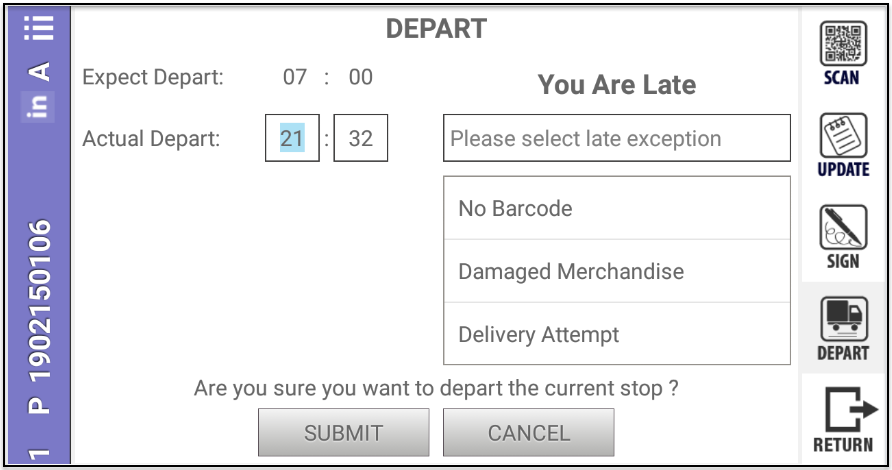 DEPART
Expect Depart: 07 : 00
You Are Late
Actual Depart: 21 : 32
Please select late exception
No Barcode
Damaged Merchandise
Delivery Attempt
Are you sure you want to depart the current stop ?
SUBMIT
CANCEL
1 P 1902150106 in A
SCAN
UPDATE
SIGN
DEPART
RETURN